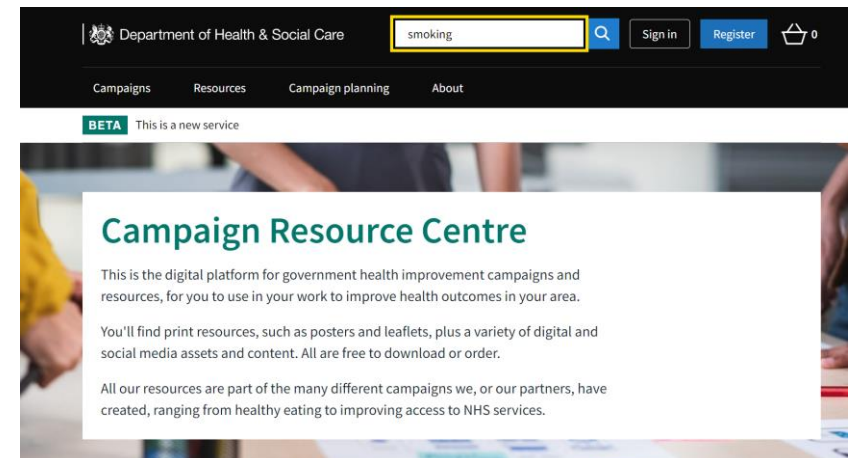 Department of Health & Social Care
smoking
Sign in
Register
0
Campaigns
Resources
Campaign planning
About
BETA
This is a new service
Campaign Resource Centre
This is the digital platform for government health improvement campaigns and
resources, for you to use in your work to improve health outcomes in your area.
You'll find print resources, such as posters and leaflets, plus a variety of digital and
social media assets and content. All are free to download or order.
All our resources are part of the many different campaigns we, or our partners, have
created, ranging from healthy eating to improving access to NHS services.